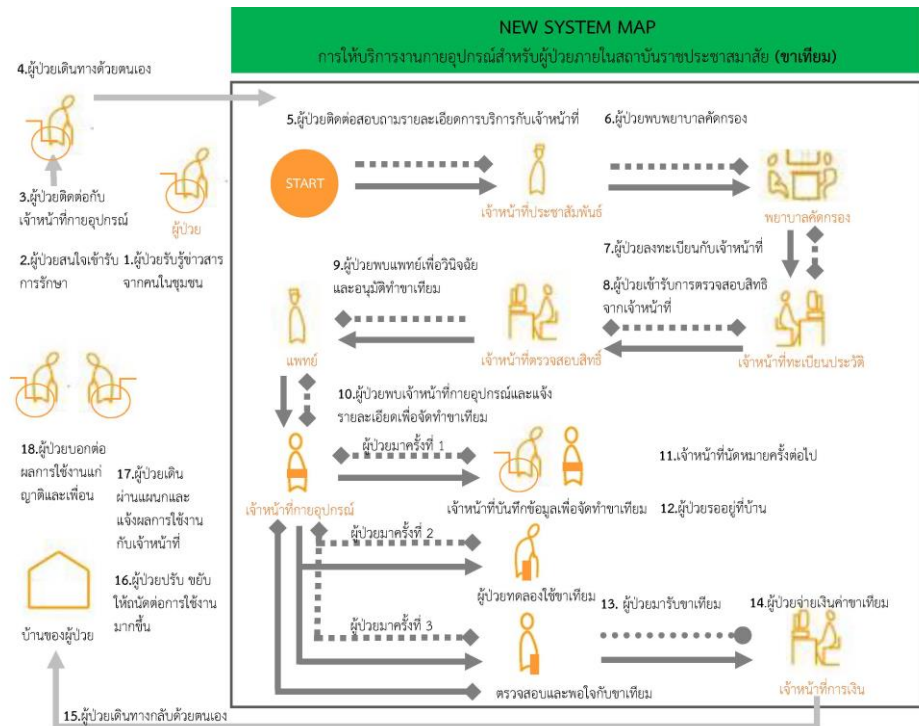 NEW SYSTEM MAP
การให้บริการงานกายอุปกรณ์สำหรับผู้ป่วยภายในสถาบันราชประชาสมาสัย (ขาเทียม)
4.ผู้ป่วยเดินทางด้วยตนเอง
3.ผู้ป่วยติดต่อกับ
เจ้าหน้าที่กายอุปกรณ์
ผู้ป่วย
2.ผู้ป่วยสนใจเข้ารับ
การรักษา
1.ผู้ป่วยรับรู้ข่าวสาร
จากคนในชุมชน
5.ผู้ป่วยติดต่อสอบถามรายละเอียดการบริการกับเจ้าหน้าที่
6.ผู้ป่วยพบพยาบาลคัดกรอง
START
เจ้าหน้าที่ประชาสัมพันธ์
พยาบาลคัดกรอง
7.ผู้ป่วยลงทะเบียนกับเจ้าหน้าที่
8.ผู้ป่วยเข้ารับการตรวจสอบสิทธิ
จากเจ้าหน้าที่
9.ผู้ป่วยพบแพทย์เพื่อวินิจฉัย
และอนุมัติทำขาเทียม
แพทย์
เจ้าหน้าที่ตรวจสอบสิทธิ์
เจ้าหน้าที่ทะเบียนประวัติ
10.ผู้ป่วยพบเจ้าหน้าที่กายอุปกรณ์และแจ้ง
รายละเอียดเพื่อจัดทำขาเทียม
ผู้ป่วยมาครั้งที่ 1
11.เจ้าหน้าที่นัดหมายครั้งต่อไป
เจ้าหน้าที่กายอุปกรณ์
เจ้าหน้าที่บันทึกข้อมูลเพื่อจัดทำขาเทียม
12.ผู้ป่วยรออยู่ที่บ้าน
ผู้ป่วยมาครั้งที่ 2
ผู้ป่วยทดลองใช้ขาเทียม
13. ผู้ป่วยมารับขาเทียม
14.ผู้ป่วยจ่ายเงินค่าขาเทียม
ผู้ป่วยมาครั้งที่ 3
ตรวจสอบและพอใจกับขาเทียม
เจ้าหน้าที่การเงิน
18.ผู้ป่วยบอกต่อ
ผลการใช้งานแก่
ญาติและเพื่อน
17.ผู้ป่วยเดิน
ผ่านแผนกและ
แจ้งผลการใช้งาน
กับเจ้าหน้าที่
16.ผู้ป่วยปรับ ขยับ
ให้ถนัดต่อการใช้งาน
มากขึ้น
บ้านของผู้ป่วย
15.ผู้ป่วยเดินทางกลับด้วยตนเอง